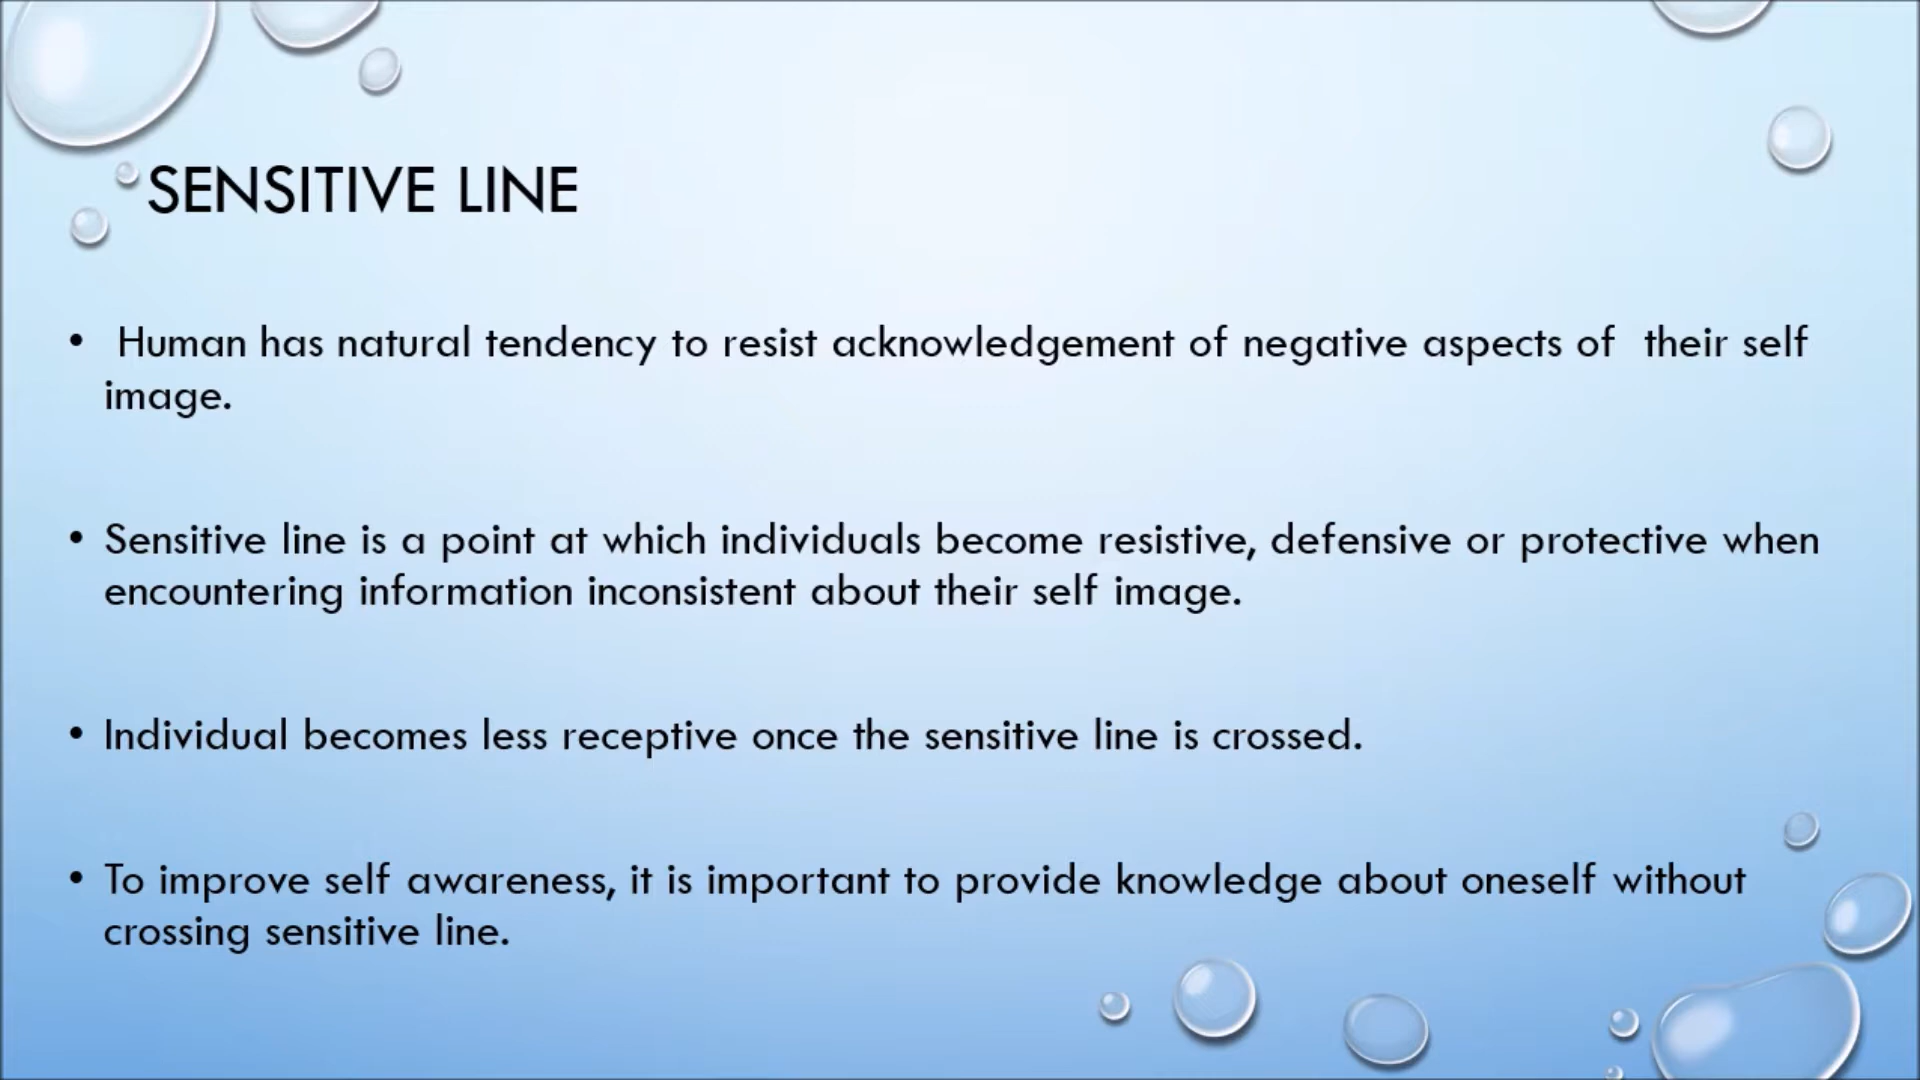 SENSITIVE LINE
• Human has natural tendency to resist acknowledgement of negative aspects of their self
image.
• Sensitive line is a point at which individuals become resistive, defensive or protective when
encountering information inconsistent about their self image.
• Individual becomes less receptive once the sensitive line is crossed.
• To improve self awareness, it is important to provide knowledge about oneself without
crossing sensitive line.